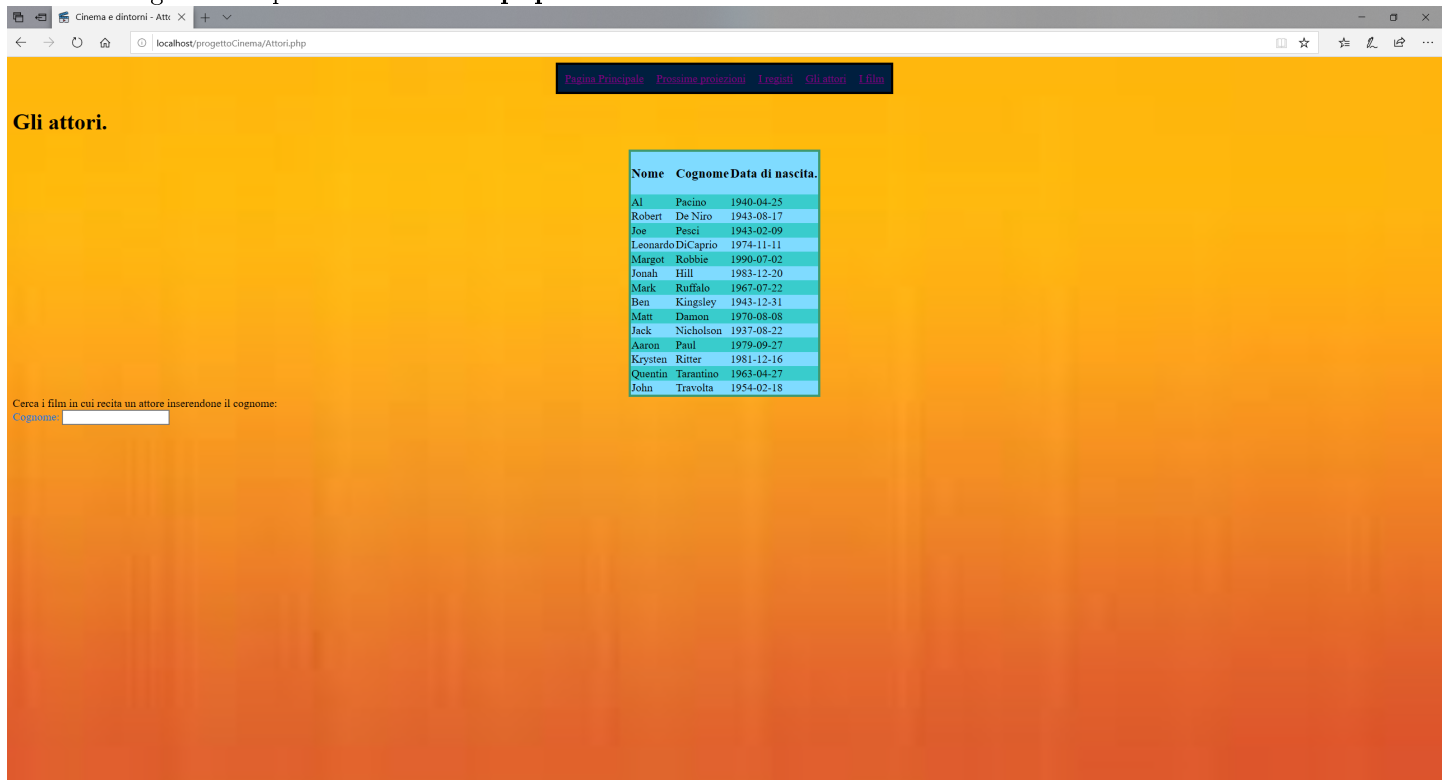 Cinema e dintorni - Atto
localhost/progettoCinema/Attori.php
Pagina Principale Prossime proiezioni I registi Gli attori I film
Gli attori.
Nome Cognome Data di nascita.
Al Pacino 1940-04-25
Robert De Niro 1943-08-17
Joe Pesci 1943-02-09
Leonardo DiCaprio 1974-11-11
Margot Robbie 1990-07-02
Jonah Hill 1983-12-20
Mark Ruffalo 1967-07-22
Ben Kingsley 1943-12-31
Matt Damon 1970-08-08
Jack Nicholson 1937-08-22
Aaron Paul 1979-09-27
Krysten Ritter 1981-12-16
Quentin Tarantino 1963-04-27
John Travolta 1954-02-18
Cerca i film in cui recita un attore inserendone il cognome:
Cognome: